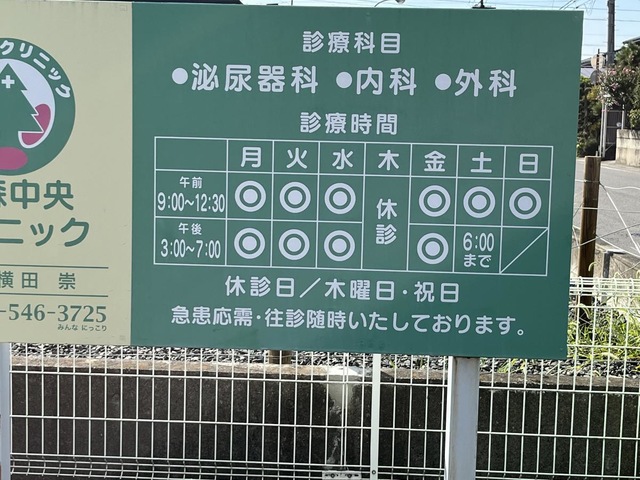 クリニック
中央
ニック
横田 崇
-546-3725
みんな にっこり
診療科目
●泌尿器科 ●内科 ●外科
診療時間
月 火 水 木 金 土 日
午前 9:00〜12:30 ◎ ◎ ◎ 休診 ◎ ◎ ◎
午後 3:00〜7:00 ◎ ◎ ◎ ◎ 6:00まで ／
休診日／木曜日・祝日
急患応需・往診随時いたしております。